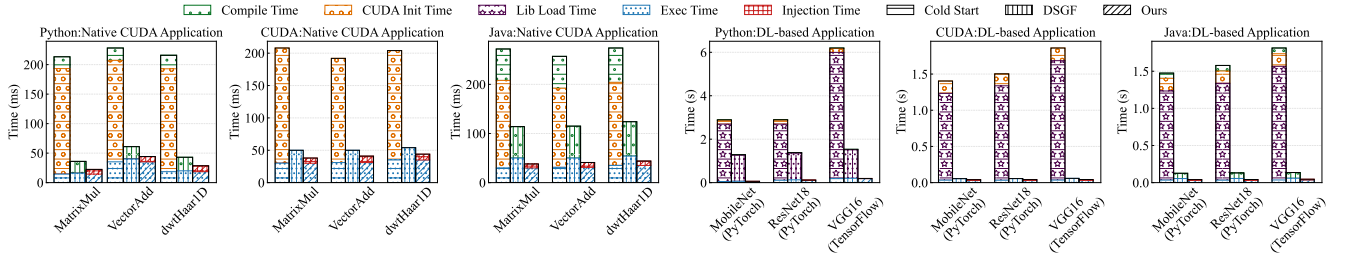 Compile Time CUDA Init Time Lib Load Time Exec Time Injection Time Cold Start DSGF Ours
Python:Native CUDA Application
Time (ms)
200
150
100
50
0
MatrixMul
VectorAdd
dwtHaar1D
CUDA:Native CUDA Application
Time (ms)
200
150
100
50
0
MatrixMul
VectorAdd
dwtHaar1D
Java:Native CUDA Application
Time (ms)
200
100
0
MatrixMul
VectorAdd
dwtHaar1D
Python:DL-based Application
Time (s)
6
4
2
0
MobileNet
(PyTorch)
ResNet18
(PyTorch)
VGG16
(TensorFlow)
CUDA:DL-based Application
Time (s)
1.5
1.0
0.5
0.0
MobileNet
(PyTorch)
ResNet18
(PyTorch)
VGG16
(TensorFlow)
Java:DL-based Application
Time (s)
1.5
1.0
0.5
0.0
MobileNet
(PyTorch)
ResNet18
(PyTorch)
VGG16
(TensorFlow)